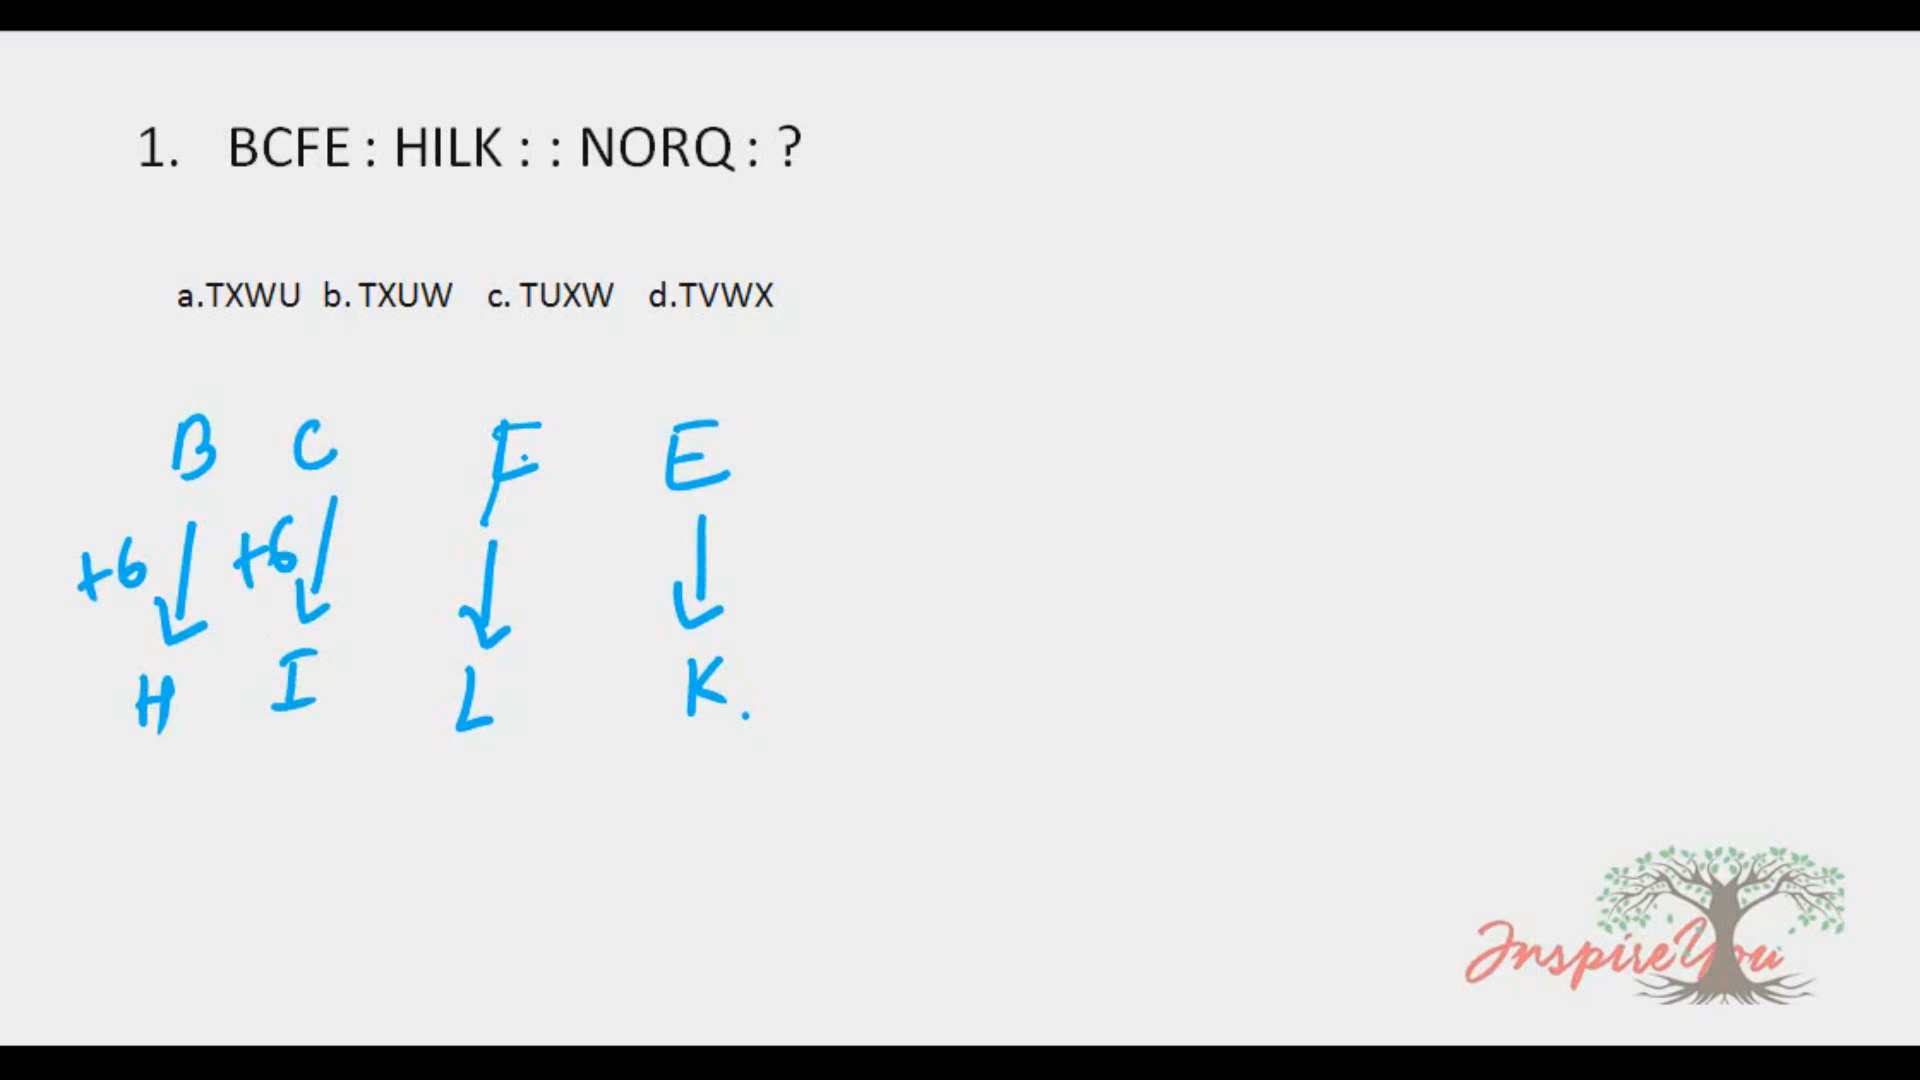 1. BCFE : HILK : : NORQ : ?
a.TXWU b. TXUW c. TUXW d.TVWX
B C F E
+6 +6
H I L K.
InspireYou